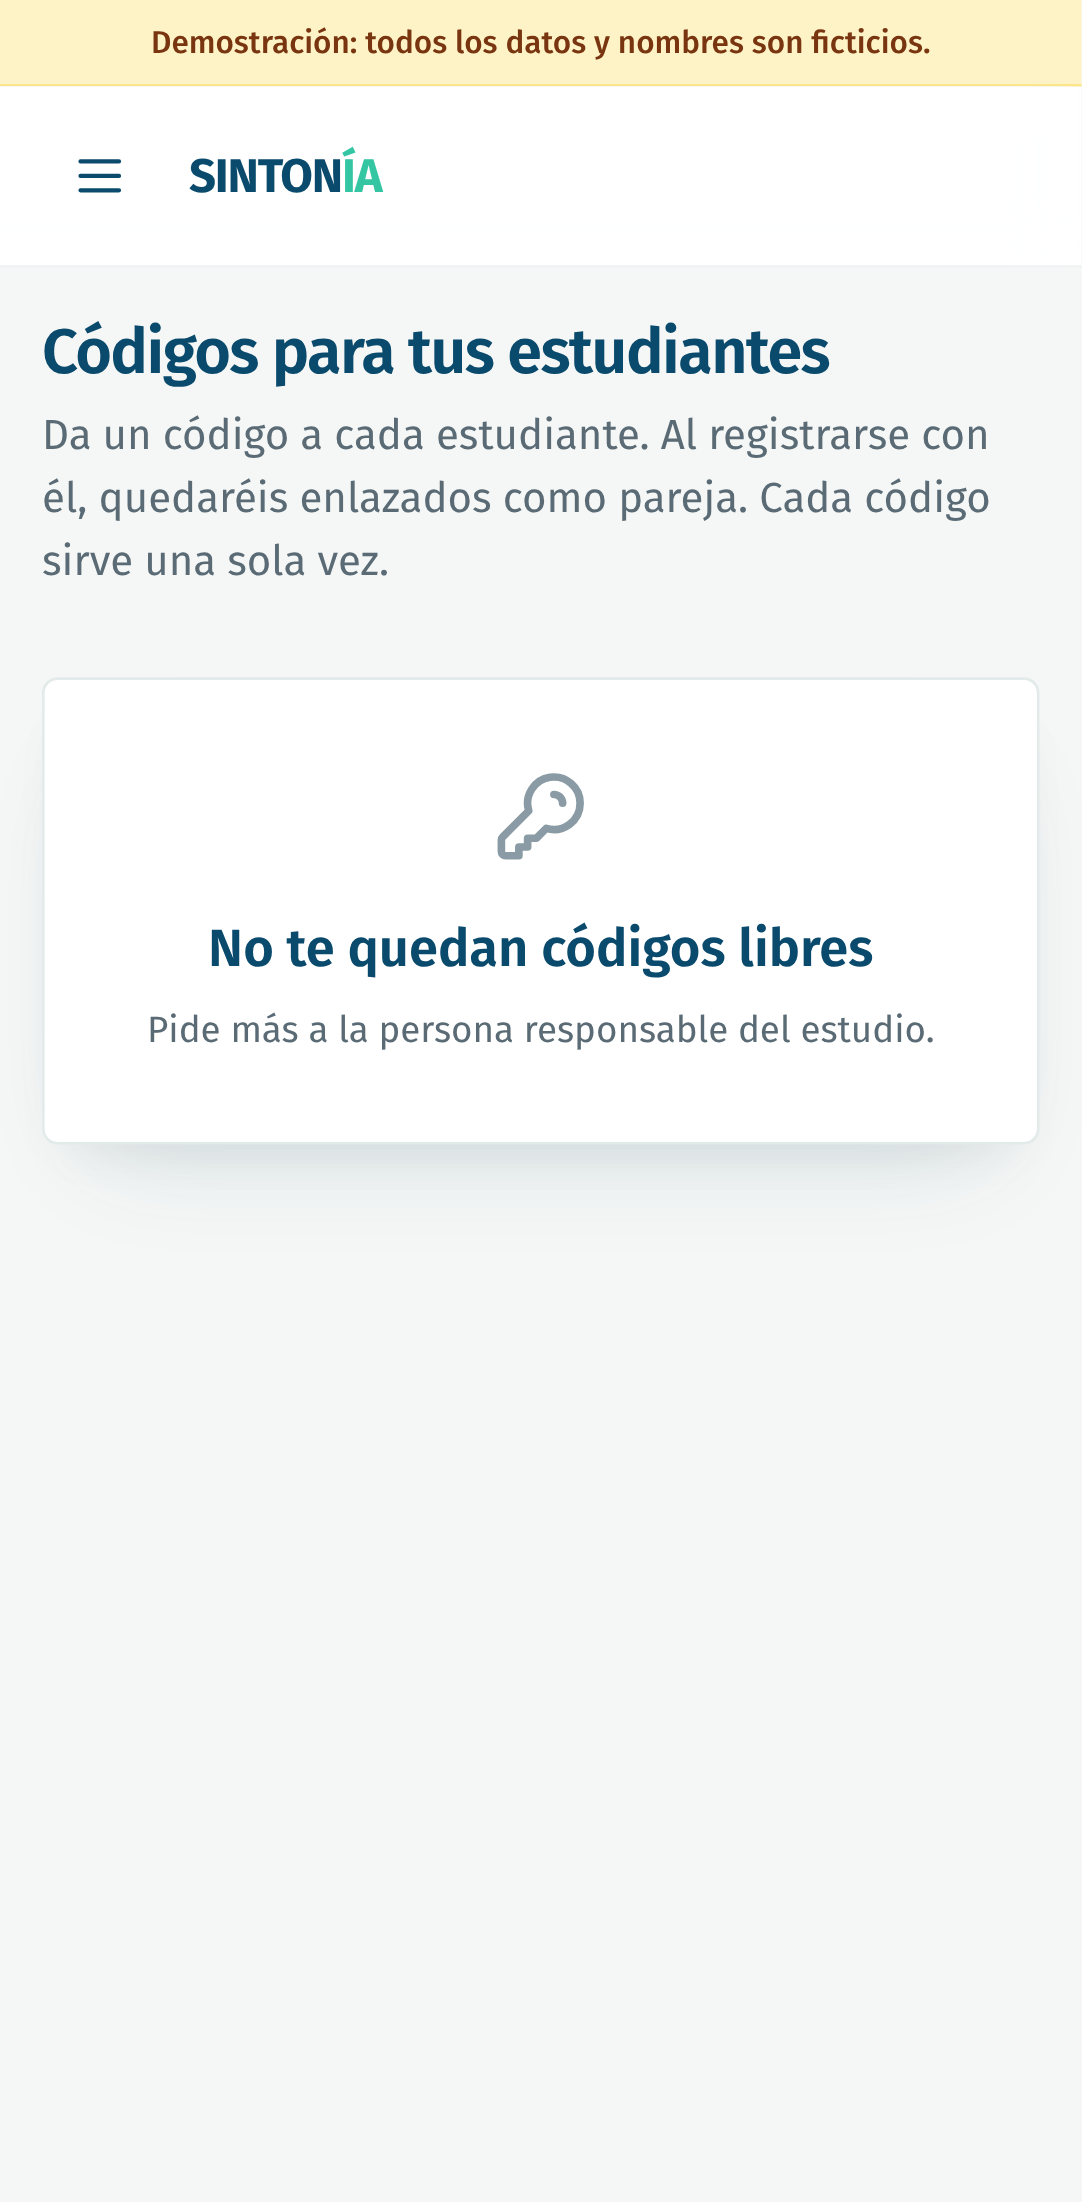 Demostración: todos los datos y nombres son ficticios.
SINTONÍA
Códigos para tus estudiantes
Da un código a cada estudiante. Al registrarse con
él, quedaréis enlazados como pareja. Cada código
sirve una sola vez.
No te quedan códigos libres
Pide más a la persona responsable del estudio.